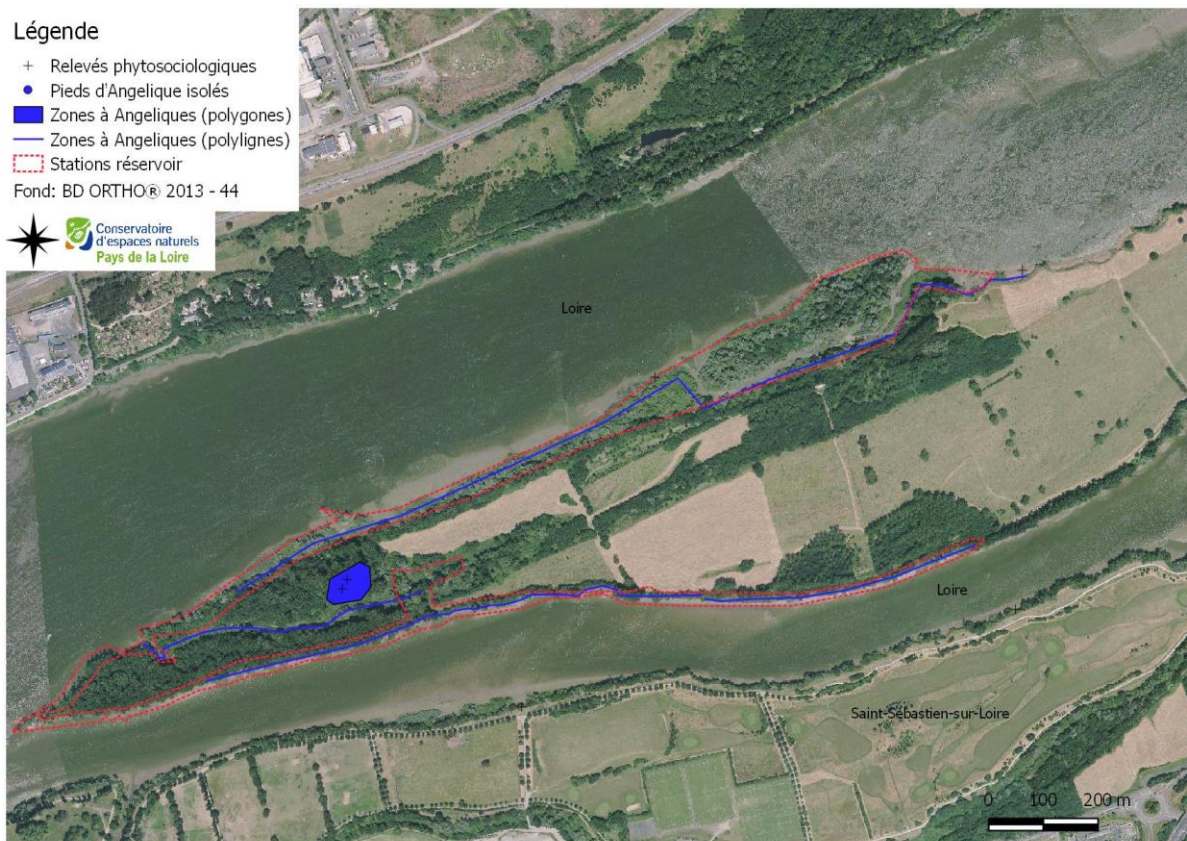 Légende
Relevés phytosociologiques
Pieds d'Angelique isolés
Zones à Angeliques (polygones)
Zones à Angeliques (polylignes)
Stations réservoir
Fond: BD ORTHO® 2013 - 44
Conservatoire
d'espaces naturels
Pays de la Loire
Loire
Loire
Saint-Sébastien-sur-Loire
0 100 200 m